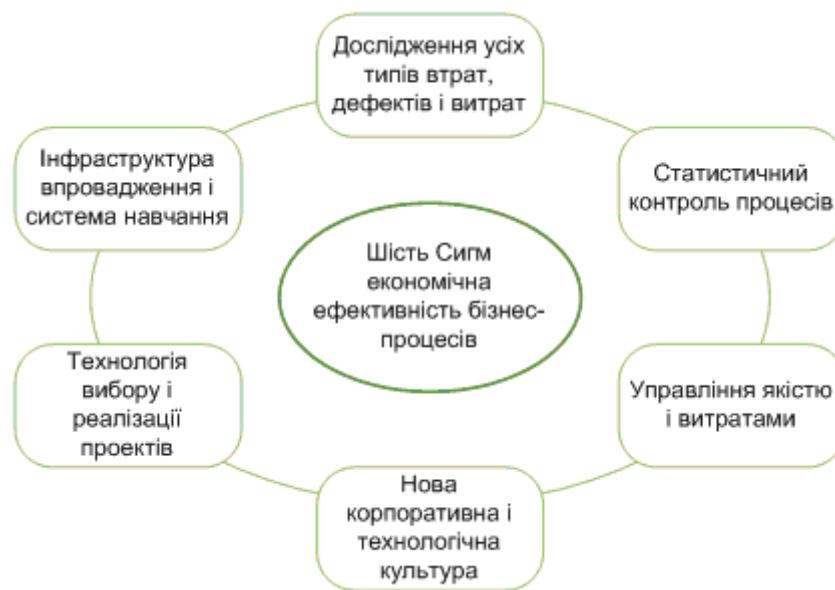 Дослідження усіх
типів втрат,
дефектів і витрат
Інфраструктура
впровадження і
система навчання
Статистичний
контроль процесів
Шість Сигм
економічна
ефективність бізнес-
процесів
Технологія
вибору і
реалізації
проектів
Управління якістю
і витратами
Нова
корпоративна і
технологічна
культура